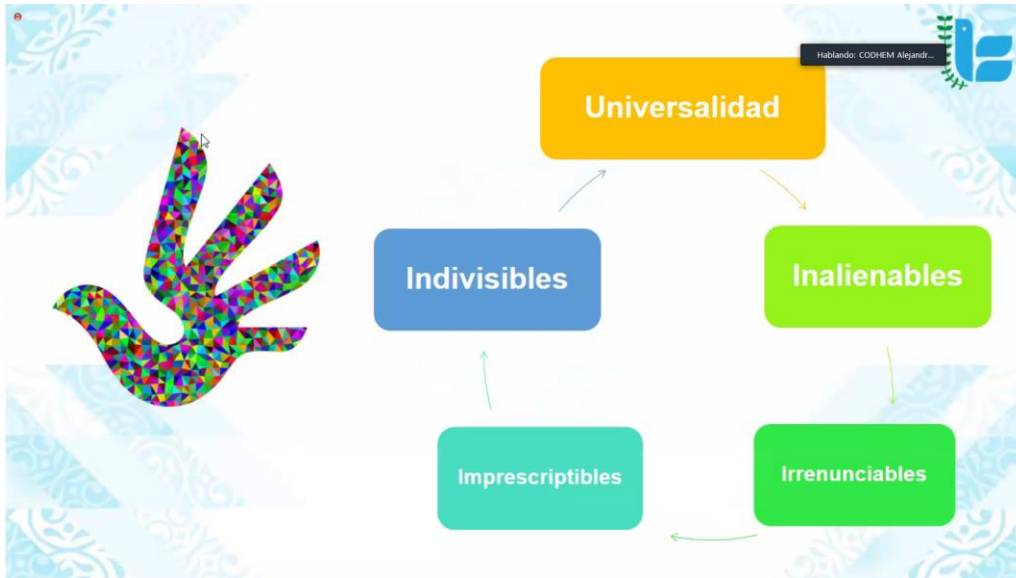 Hablando: CODHEM Alejandr...
Universalidad
Indivisibles
Inalienables
Imprescriptibles
Irrenunciables